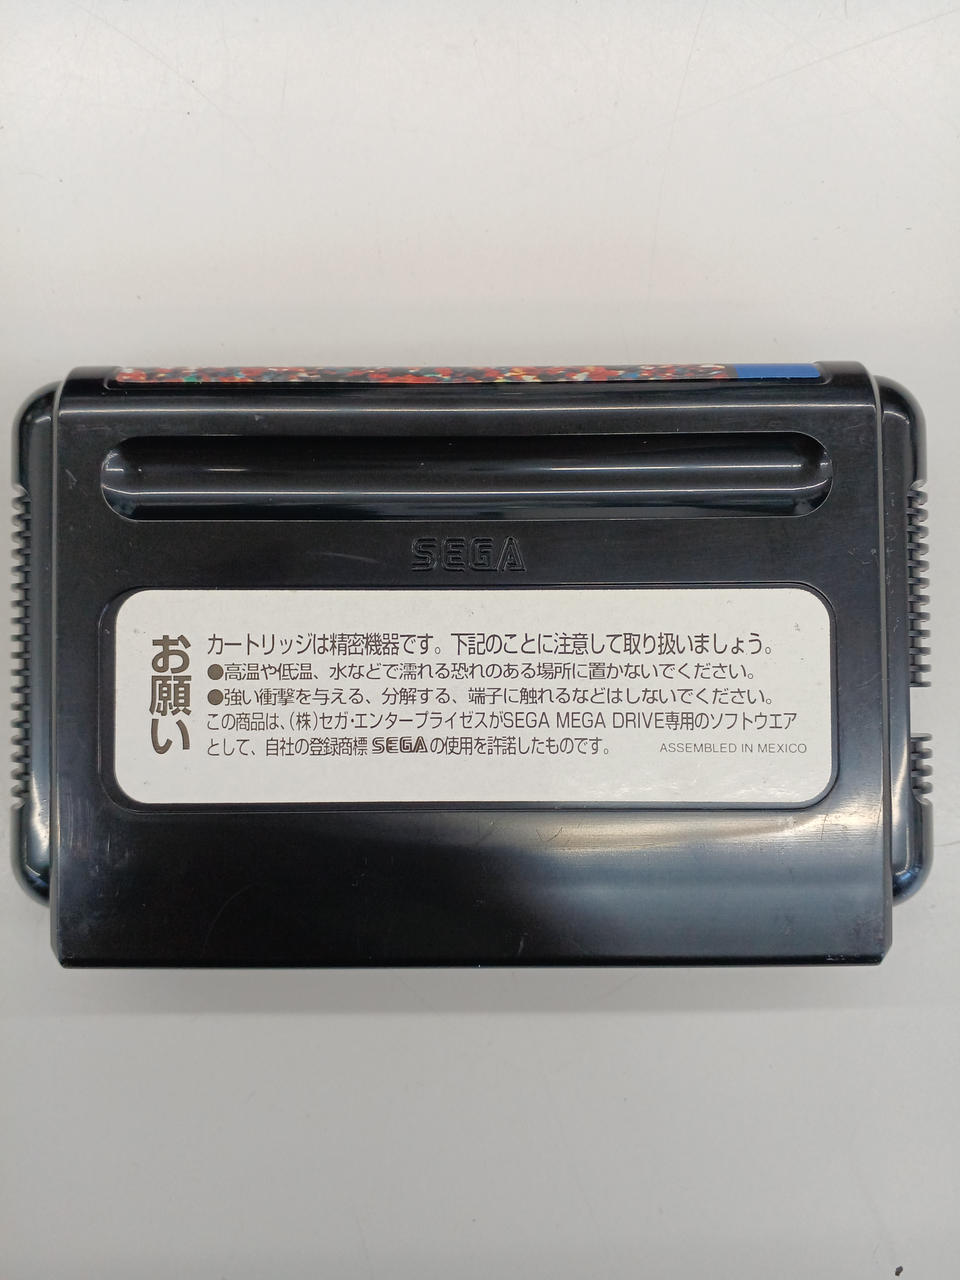 SEGA
お願い
カートリッジは精密機器です。下記のことに注意して取り扱いましょう。
●高温や低温、水などで濡れる恐れのある場所に置かないでください。
●強い衝撃を与える、分解する、端子に触れるなどはしないでください。
この商品は、(株)セガ・エンタープライゼスがSEGA MEGA DRIVE専用のソフトウエア
として、自社の登録商標 SEGAの使用を許諾したものです。 ASSEMBLED IN MEXICO